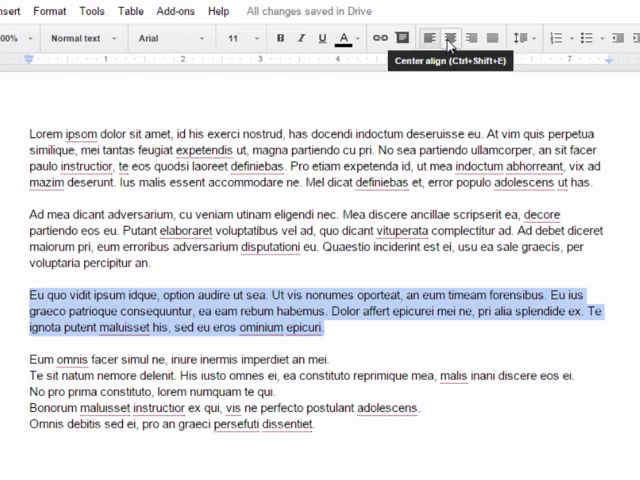 nsert Format Tools Table Add-ons Help All changes saved in Drive
00% Normal text Arial 11 B I U A
Center align (Ctrl+Shift+E)
1 2 3 4 7
Lorem ipsom dolor sit amet, id his exerci nostrud, has docendi indoctum deseruisse eu. At vim quis perpetua
similique, mei tantas feugiat expetendis ut, magna partiendo cu pri. No sea partiendo ullamcorper, an sit facer
paulo instructior, te eos quodsi laoreet definiebas. Pro etiam expetenda id, ut mea indoctum abhorreant, vix ad
mazim deserunt. Ius malis essent accommodare ne. Mel dicat definiebas et, error populo adolescens ut has.
Ad mea dicant adversarium, cu veniam utinam eligendi nec. Mea discere ancillae scripserit ea, decore
partiendo eos eu. Putant elaboraret voluptatibus vel ad, quo dicant vituperata complectitur ad. Ad debet diceret
maiorum pri, eum erroribus adversarium disputationi eu. Quaestio inciderint est ei, usu ea sale graecis, per
voluptaria percipitur an.
Eu quo vidit ipsum idque, option audire ut sea. Ut vis nonumes oporteat, an eum timeam forensibus. Eu ius
graeco patrioque consequuntur, ea eam rebum habemus. Dolor affert epicurei mei ne, pri alia splendide ex. Te
ignota putent maluisset his, sed eu eros ominium epicuri.
Eum omnis facer simul ne, iriure inermis imperdiet an mei.
Te sit natum nemore delenit. His iusto omnes ei, ea constituto reprimique mea, malis inani discere eos ei.
No pro prima constituto, lorem numquam te qui.
Bonorum maluisset instructior ex qui, vis ne perfecto postulant adolescens.
Omnis debitis sed ei, pro an graeci persefuti dissentiet.